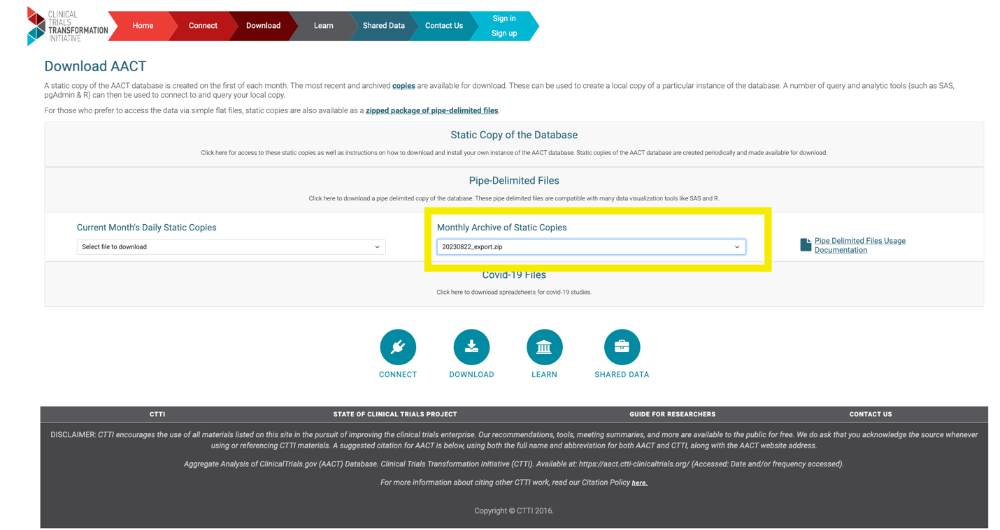 CLINICAL
TRIALS
TRANSFORMATION
INITIATIVE
Home
Connect
Download
Learn
Shared Data
Contact Us
Sign in
Sign up
Download AACT
A static copy of the AACT database is created on the first of each month. The most recent and archived copies are available for download. These can be used to create a local copy of a particular instance of the database. A number of query and analytic tools (such as SAS,
pgAdmin & R) can then be used to connect to and query your local copy.
For those who prefer to access the data via simple flat files, static copies are also available as a zipped package of pipe-delimited files.
Static Copy of the Database
Click here for access to these static copies as well as instructions on how to download and install your own instance of the AACT database. Static copies of the AACT database are created periodically and made available for download.
Pipe-Delimited Files
Click here to download a pipe delimited copy of the database. These pipe delimited files are compatible with many data visualization tools like SAS and R.
Current Month's Daily Static Copies
Select file to download
Monthly Archive of Static Copies
20230822_export.zip
Pipe Delimited Files Usage
Documentation
Covid-19 Files
Click here to download spreadsheets for covid-19 studies.
CONNECT
DOWNLOAD
LEARN
SHARED DATA
CTTI
STATE OF CLINICAL TRIALS PROJECT
GUIDE FOR RESEARCHERS
CONTACT US
DISCLAIMER: CTTI encourages the use of all materials listed on this site in the pursuit of improving the clinical trials enterprise. Our recommendations, tools, meeting summaries, and more are available to the public for free. We do ask that you acknowledge the source whenever
using or referencing CTTI materials. A suggested citation for AACT is below, using both the full name and abbreviation for both AACT and CTTI, along with the AACT website address.
Aggregate Analysis of ClinicalTrials.gov (AACT) Database. Clinical Trials Transformation Initiative (CTTI). Available at: https://aact.ctti-clinicaltrials.org/ (Accessed: Date and/or frequency accessed).
For more information about citing other CTTI work, read our Citation Policy here.
Copyright © CTTI 2016.